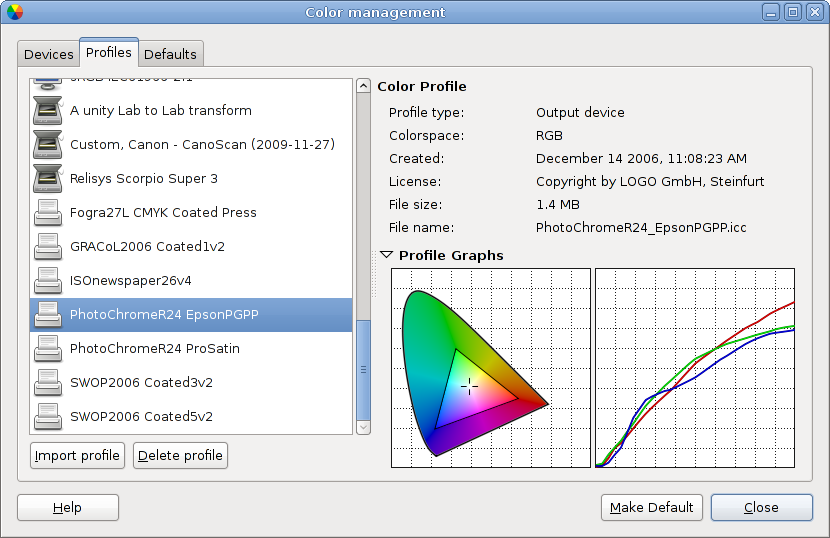 Color management
Devices
Profiles
Defaults
A unity Lab to Lab transform
Custom, Canon - CanoScan (2009-11-27)
Relisys Scorpio Super 3
Fogra27L CMYK Coated Press
GRACoL2006 Coated1v2
ISOnewspaper26v4
PhotoChromeR24 EpsonPGPP
PhotoChromeR24 ProSatin
SWOP2006 Coated3v2
SWOP2006 Coated5v2
Import profile
Delete profile
Color Profile
Profile type: Output device
Colorspace: RGB
Created: December 14 2006, 11:08:23 AM
License: Copyright by LOGO GmbH, Steinfurt
File size: 1.4 MB
File name: PhotoChromeR24_EpsonPGPP.icc
Profile Graphs
Help
Make Default
Close